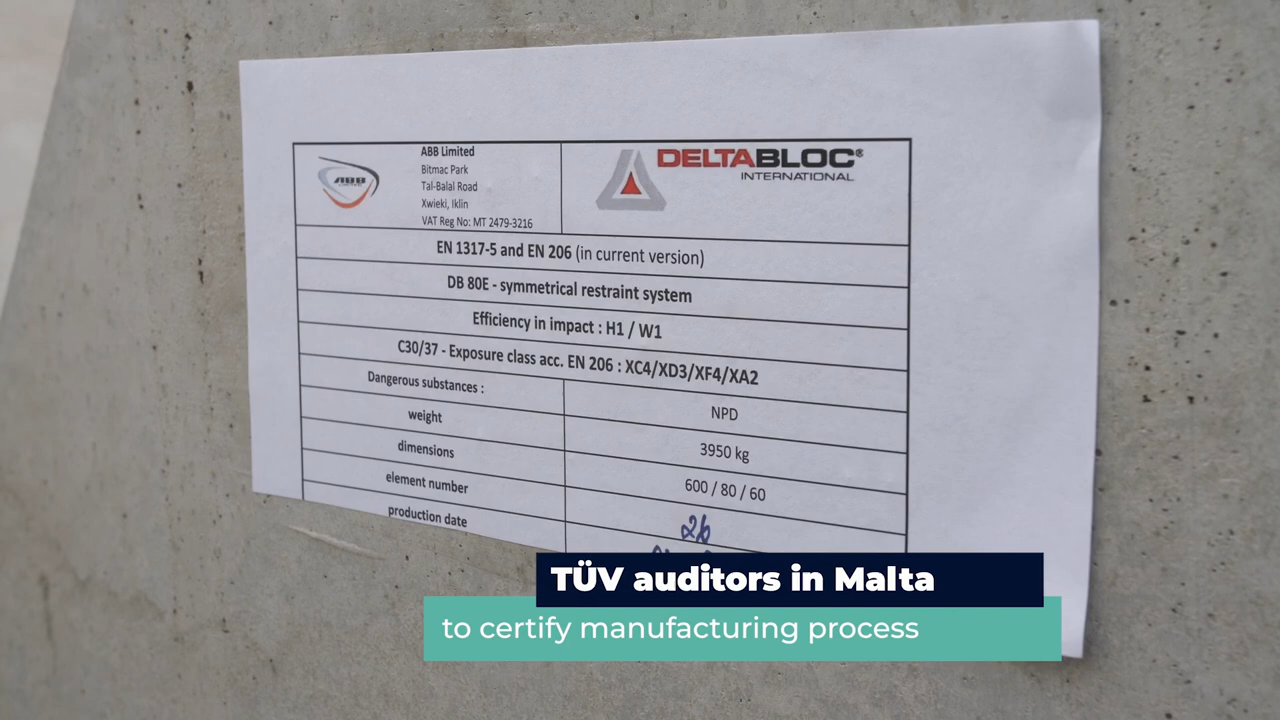 ABB
LIMITED
ABB Limited
Bitmac Park
Tal-Balal Road
Xwieki, Iklin
VAT Reg No: MT 2479-3216
DELTABLOC®
INTERNATIONAL
EN 1317-5 and EN 206 (in current version)
DB 80E - symmetrical restraint system
Efficiency in impact : H1 / W1
C30/37 - Exposure class acc. EN 206 : XC4/XD3/XF4/XA2
Dangerous substances : NPD
weight 3950 kg
dimensions 600 / 80 / 60
element number 26
production date
TÜV auditors in Malta
to certify manufacturing process